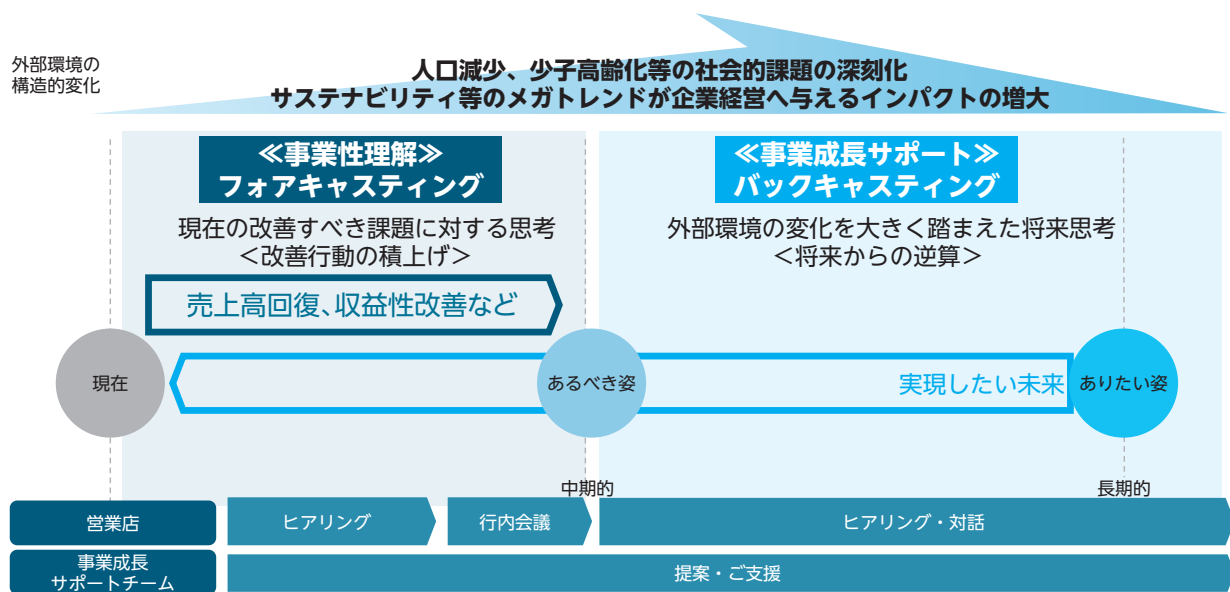 外部環境の
構造的変化
人口減少、少子高齢化等の社会的課題の深刻化
サステナビリティ等のメガトレンドが企業経営へ与えるインパクトの増大
≪事業性理解≫
フォアキャスティング
現在の改善すべき課題に対する思考
＜改善行動の積上げ＞
売上高回復、収益性改善など
≪事業成長サポート≫
バックキャスティング
外部環境の変化を大きく踏まえた将来思考
＜将来からの逆算＞
現在
あるべき姿
実現したい未来
ありたい姿
中期的
長期的
営業店
ヒアリング
行内会議
ヒアリング・対話
事業成長
サポートチーム
提案・ご支援